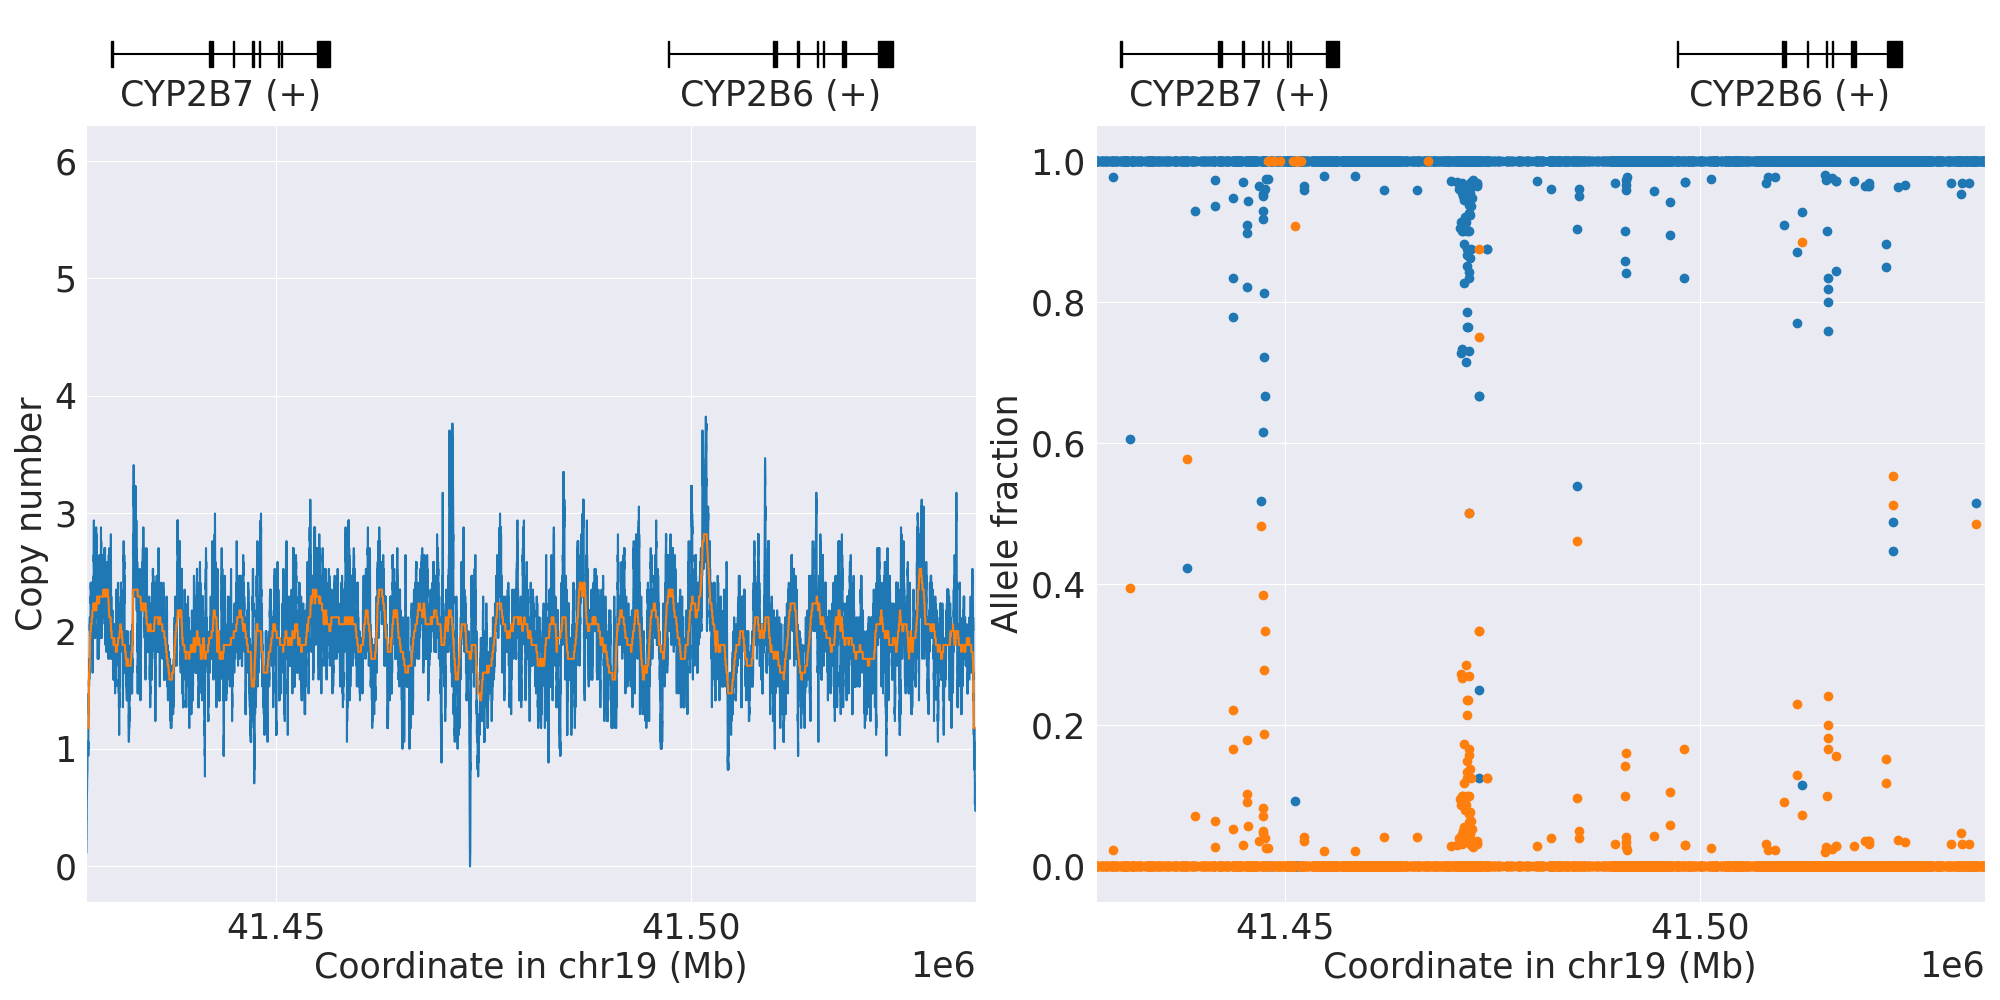 CYP2B7 (+) CYP2B6 (+)
CYP2B7 (+) CYP2B6 (+)
6
5
4
3
2
1
0
Copy number
41.45 41.50
Coordinate in chr19 (Mb) 1e6
1.0
0.8
0.6
0.4
0.2
0.0
Allele fraction
41.45 41.50
Coordinate in chr19 (Mb) 1e6